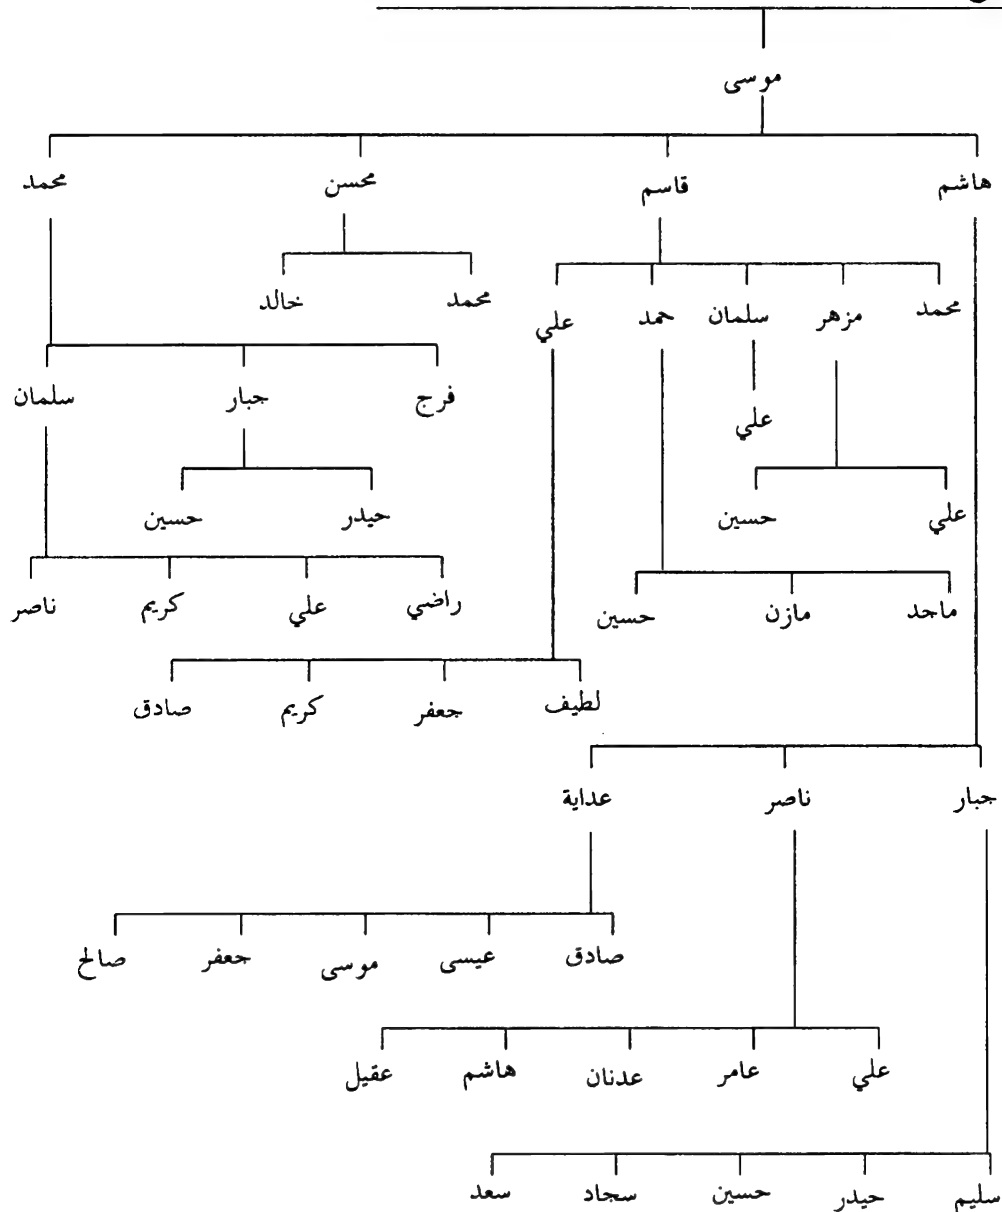 موسى
هاشم قاسم محسن محمد
محمد مزهر سلمان حمد علي
محمد خالد
فرج جبار سلمان
علي
علي حسين
حيدر حسين
ماجد مازن حسين
راضي علي كريم ناصر
لطيف جعفر كريم صادق
جبار ناصر عداية
صادق عيسى موسى جعفر صالح
علي عامر عدنان هاشم عقيل
سليم حيدر حسين سجاد سعد